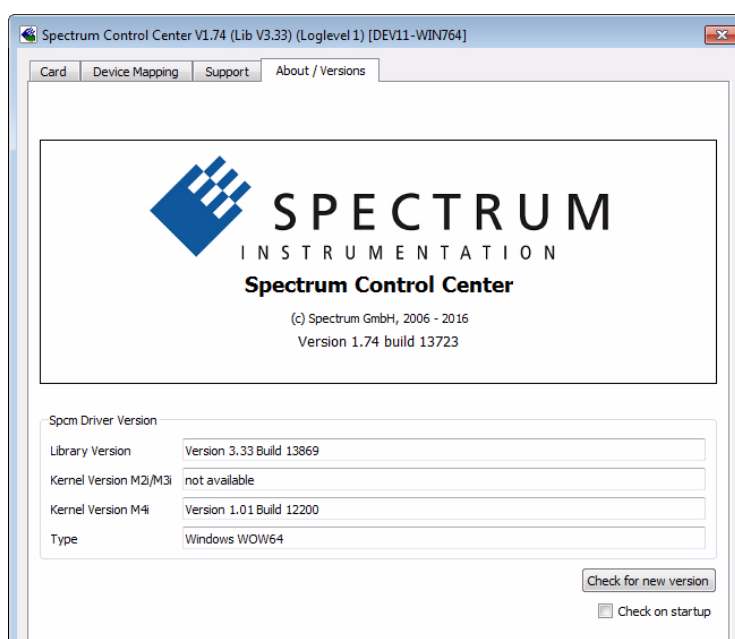 Spectrum Control Center V1.74 (Lib V3.33) (Loglevel 1) [DEV11-WIN764]
Card Device Mapping Support About / Versions
SPECTRUM
INSTRUMENTATION
Spectrum Control Center
(c) Spectrum GmbH, 2006 - 2016
Version 1.74 build 13723
Spcm Driver Version
Library Version Version 3.33 Build 13869
Kernel Version M2i/M3i not available
Kernel Version M4i Version 1.01 Build 12200
Type Windows WOW64
Check for new version
Check on startup